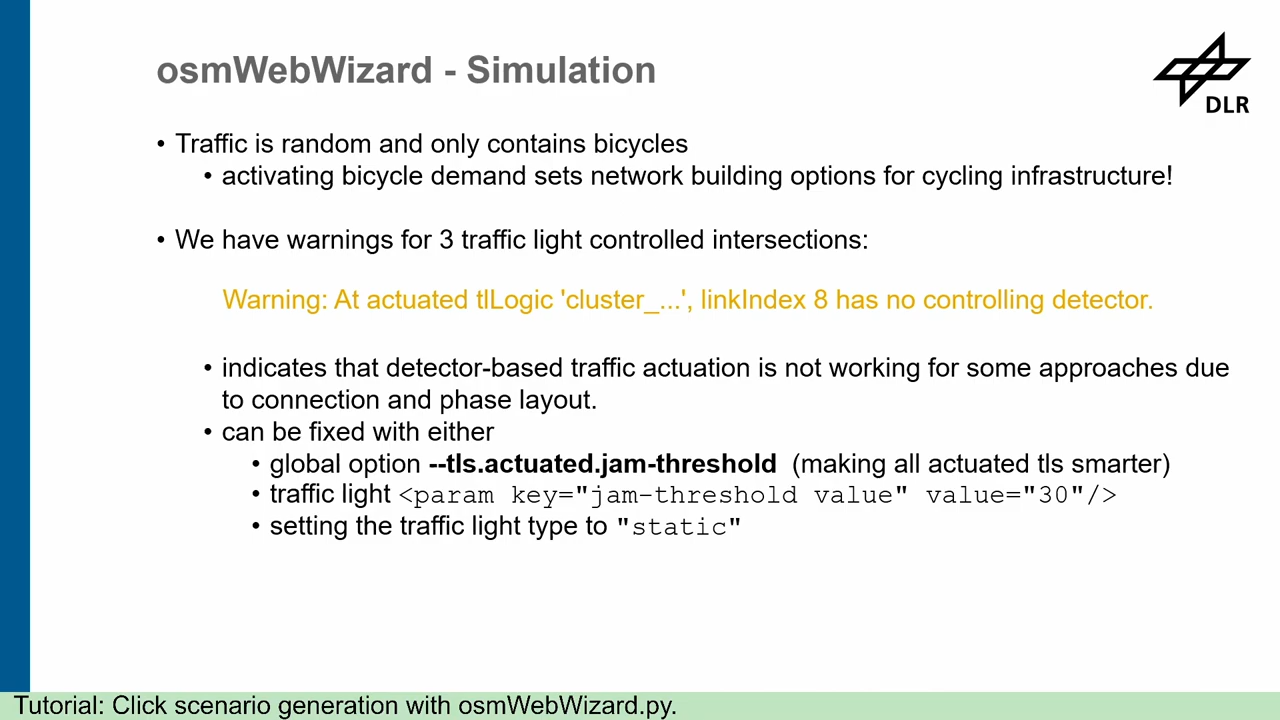 osmWebWizard - Simulation
DLR
• Traffic is random and only contains bicycles
• activating bicycle demand sets network building options for cycling infrastructure!
• We have warnings for 3 traffic light controlled intersections:
Warning: At actuated tlLogic 'cluster_...', linkIndex 8 has no controlling detector.
• indicates that detector-based traffic actuation is not working for some approaches due
to connection and phase layout.
• can be fixed with either
• global option --tls.actuated.jam-threshold (making all actuated tls smarter)
• traffic light <param key="jam-threshold value" value="30"/>
• setting the traffic light type to "static"
Tutorial: Click scenario generation with osmWebWizard.py.